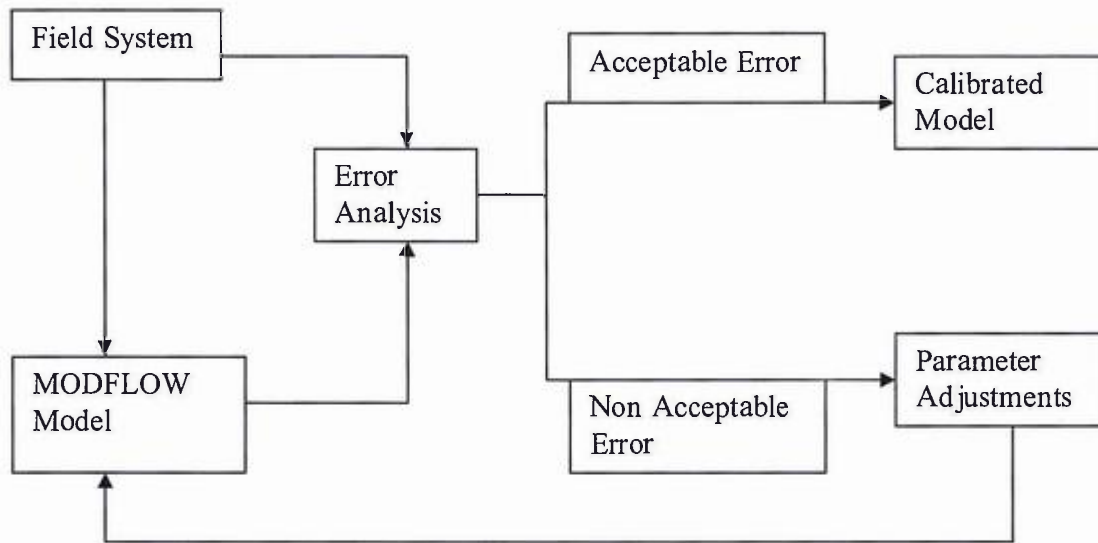 Field System
Acceptable Error
Calibrated
Model
Error
Analysis
MODFLOW
Model
Non Acceptable
Error
Parameter
Adjustments